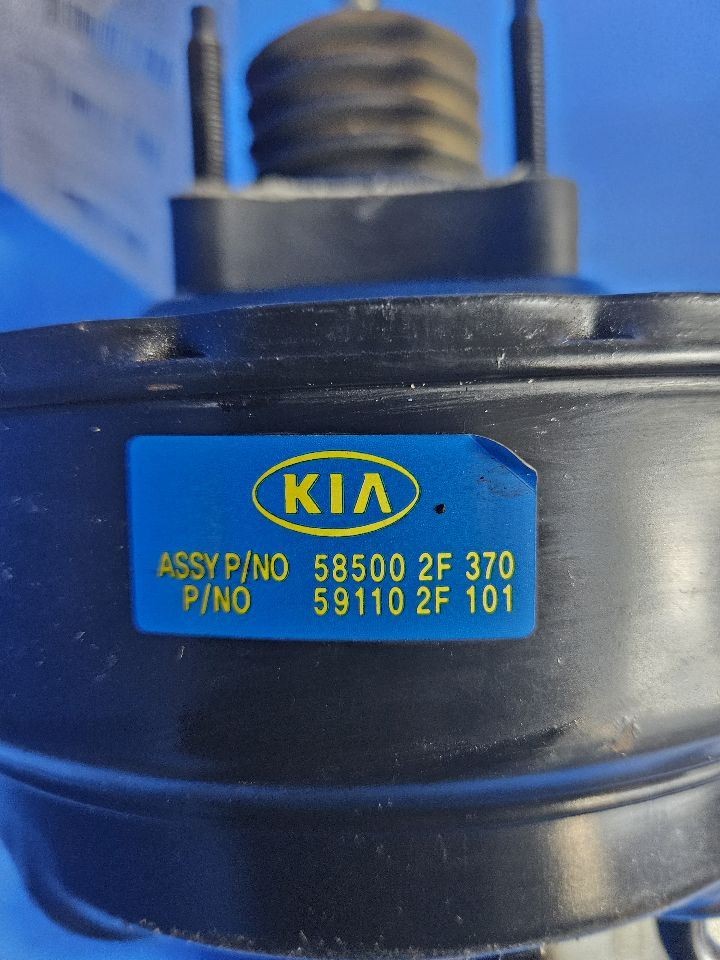 KIA
ASSY P/NO 58500 2F 370
P/NO 59110 2F 101